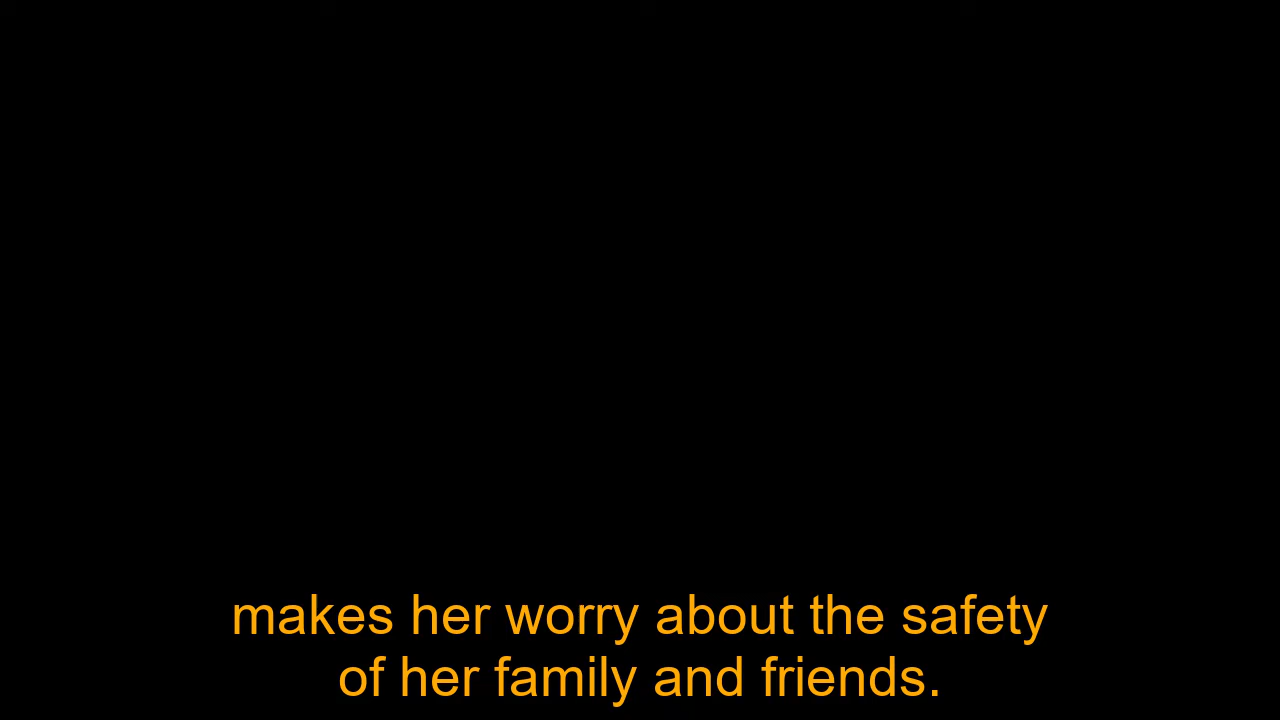 makes her worry about the safety
of her family and friends.